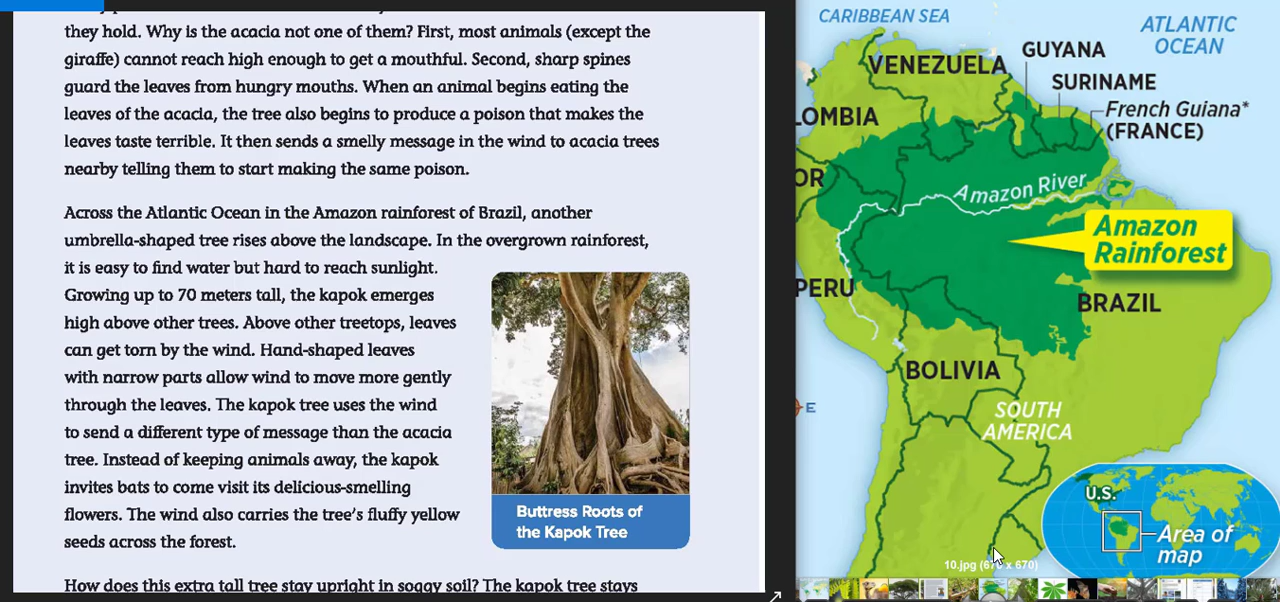 they hold. Why is the acacia not one of them? First, most animals (except the
giraffe) cannot reach high enough to get a mouthful. Second, sharp spines
guard the leaves from hungry mouths. When an animal begins eating the
leaves of the acacia, the tree also begins to produce a poison that makes the
leaves taste terrible. It then sends a smelly message in the wind to acacia trees
nearby telling them to start making the same poison.
Across the Atlantic Ocean in the Amazon rainforest of Brazil, another
umbrella-shaped tree rises above the landscape. In the overgrown rainforest,
it is easy to find water but hard to reach sunlight.
Growing up to 70 meters tall, the kapok emerges
high above other trees. Above other treetops, leaves
can get torn by the wind. Hand-shaped leaves
with narrow parts allow wind to move more gently
through the leaves. The kapok tree uses the wind
to send a different type of message than the acacia
tree. Instead of keeping animals away, the kapok
invites bats to come visit its delicious-smelling
flowers. The wind also carries the tree's fluffy yellow
seeds across the forest.
Buttress Roots of
the Kapok Tree
How does this extra tall tree stay upright in soggy soil? The kapok tree stays
CARIBBEAN SEA
ATLANTIC
OCEAN
GUYANA
VENEZUELA
SURINAME
French Guiana*
(FRANCE)
LOMBIA
OR
Amazon River
Amazon
Rainforest
PERU
BRAZIL
BOLIVIA
E
SOUTH
AMERICA
U.S.
Area of
map